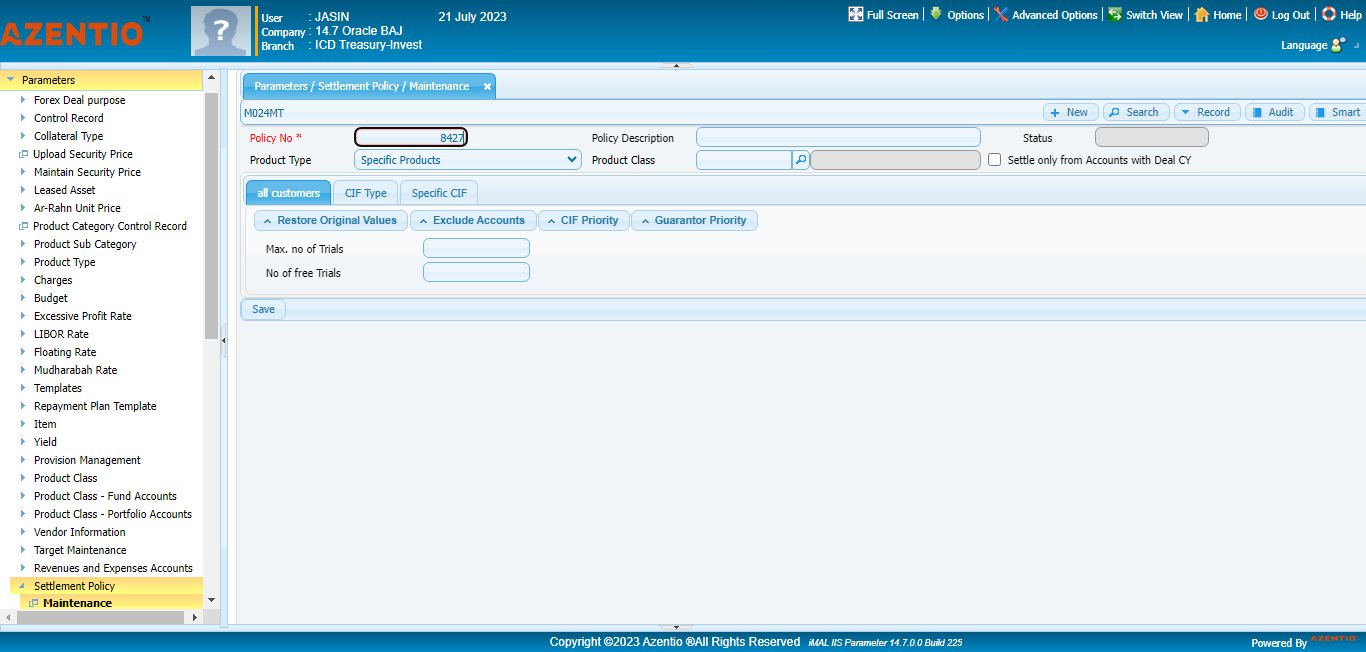 AZENTIO™
User : JASIN 21 July 2023
Company : 14.7 Oracle BAJ
Branch : ICD Treasury-Invest
Full Screen Options Advanced Options Switch View Home Log Out Help
Language
Parameters
Forex Deal purpose
Control Record
Collateral Type
Upload Security Price
Maintain Security Price
Leased Asset
Ar-Rahn Unit Price
Product Category Control Record
Product Sub Category
Product Type
Charges
Budget
Excessive Profit Rate
LIBOR Rate
Floating Rate
Mudharabah Rate
Templates
Repayment Plan Template
Item
Yield
Provision Management
Product Class
Product Class - Fund Accounts
Product Class - Portfolio Accounts
Vendor Information
Target Maintenance
Revenues and Expenses Accounts
Settlement Policy
Maintenance
Parameters / Settlement Policy / Maintenance
M024MT New Search Record Audit Smart
Policy No * 8427 Policy Description Status
Product Type Specific Products Product Class Settle only from Accounts with Deal CY
all customers CIF Type Specific CIF
Restore Original Values Exclude Accounts CIF Priority Guarantor Priority
Max. no of Trials
No of free Trials
Save
Copyright ©2023 Azentio ®All Rights Reserved iMAL IIS Parameter 14.7.0.0 Build 225 Powered By AZENTIO